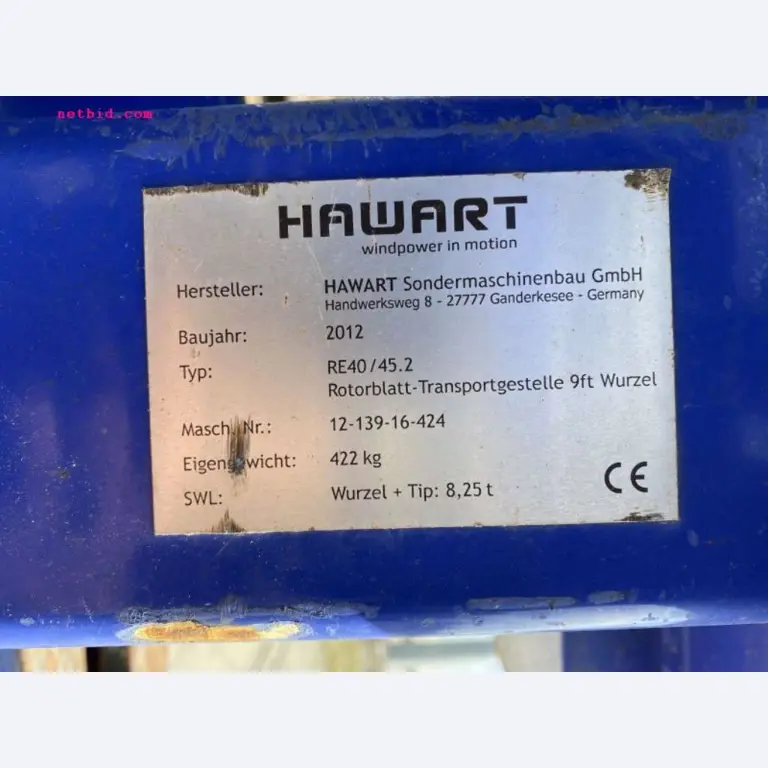 netbid.com
HAWART
windpower in motion
Hersteller: HAWART Sondermaschinenbau GmbH
Handwerksweg 8 - 27777 Ganderkesee - Germany
Baujahr: 2012
Typ: RE40/45.2
Rotorblatt-Transportgestelle 9ft Wurzel
Masch.Nr.: 12-139-16-424
Eigengewicht: 422 kg
SWL: Wurzel + Tip: 8,25 t
CE